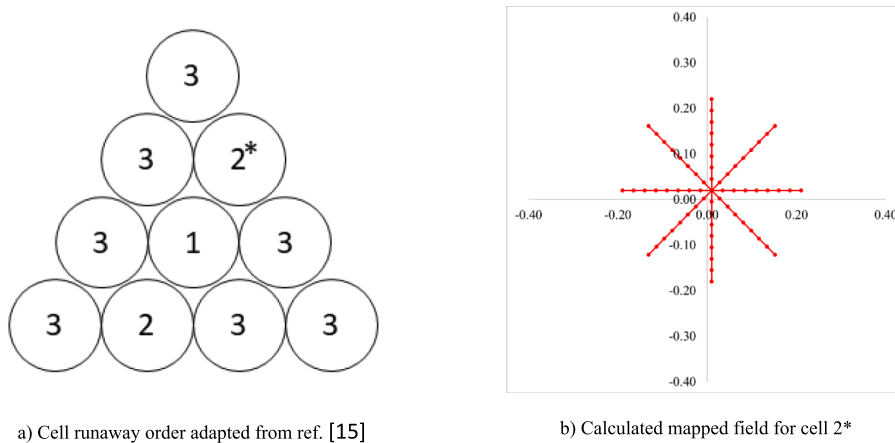 3
3 2*
3 1 3
3 2 3 3
a) Cell runaway order adapted from ref. [15]
0.40
0.30
0.20
0.10
0.00
-0.40 -0.20 0.00 0.20 0.40
-0.10
-0.20
-0.30
-0.40
b) Calculated mapped field for cell 2*